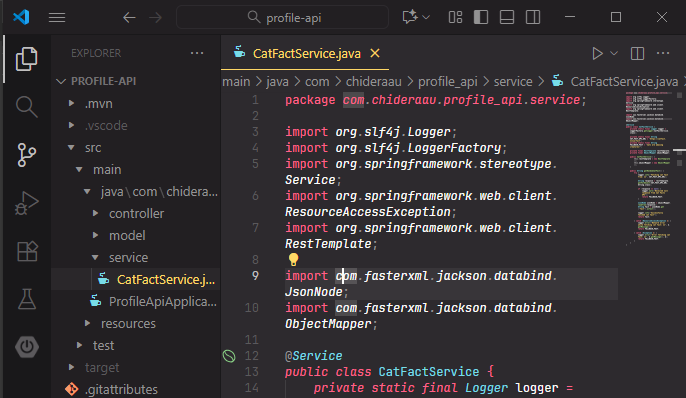 profile-api
EXPLORER
PROFILE-API
.mvn
.vscode
src
main
java\com\chidera...
controller
model
service
CatFactService.j...
ProfileApiApplica...
resources
test
target
.gitattributes
CatFactService.java
main > java > com > chideraau > profile_api > service > CatFactService.java
1 package com.chideraau.profile_api.service;
2
3 import org.slf4j.Logger;
4 import org.slf4j.LoggerFactory;
5 import org.springframework.stereotype.
Service;
6 import org.springframework.web.client.
ResourceAccessException;
7 import org.springframework.web.client.
RestTemplate;
8
9 import com.fasterxml.jackson.databind.
JsonNode;
10 import com.fasterxml.jackson.databind.
ObjectMapper;
11
12 @Service
13 public class CatFactService {
14 private static final Logger logger =